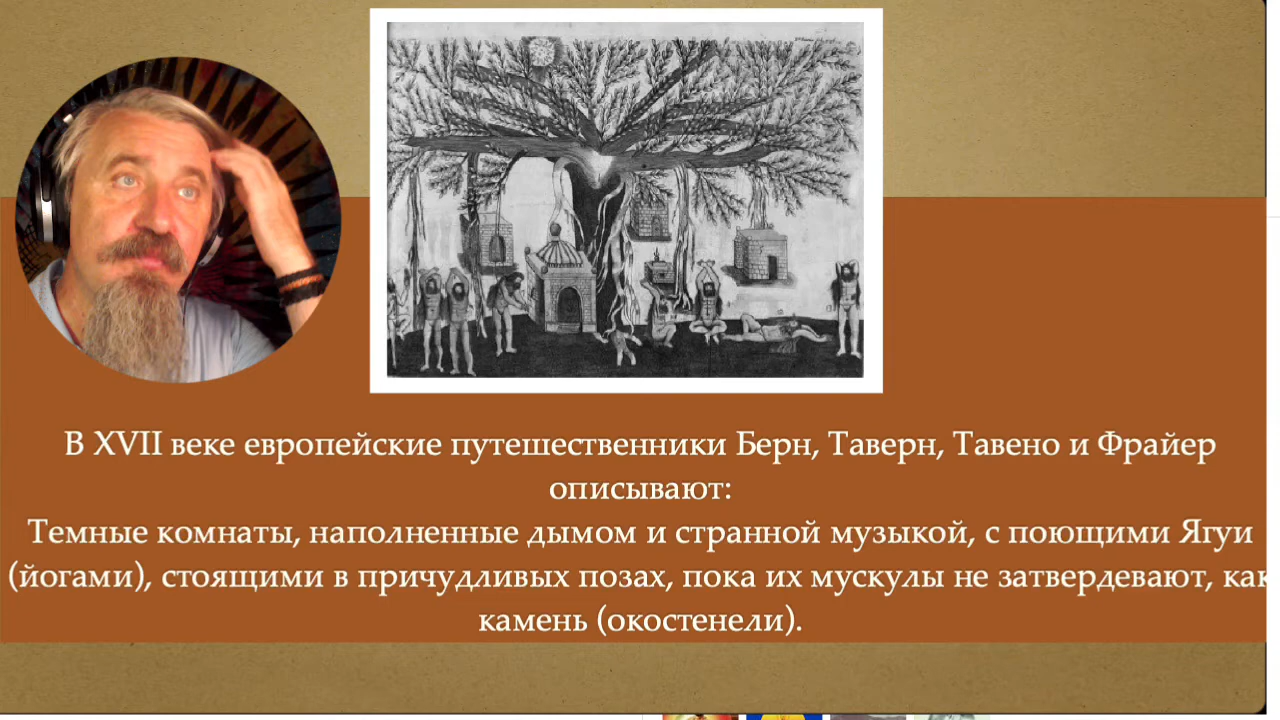 В XVII веке европейские путешественники Берн, Таверн, Тавено и Фрайер
описывают:
Темные комнаты, наполненные дымом и странной музыкой, с поющими Ягуи
(йогами), стоящими в причудливых позах, пока их мускулы не затвердевают, как
камень (окостенели).